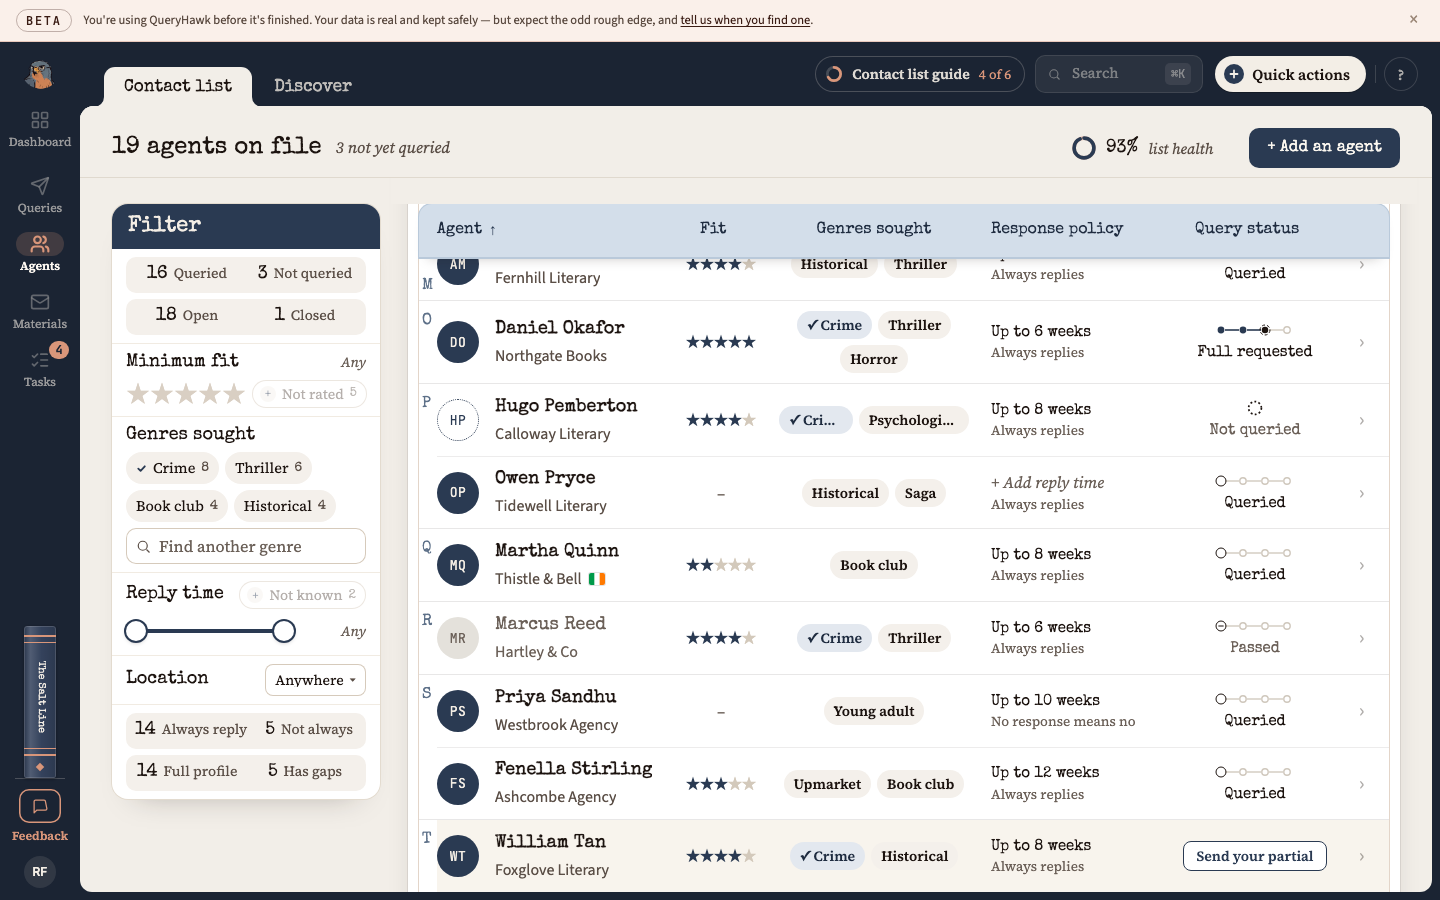 BETA You're using QueryHawk before it's finished. Your data is real and kept safely — but expect the odd rough edge, and tell us when you find one. ×
Contact list
Discover
Contact list guide 4 of 6
Search ⌘K
+ Quick actions
?
Dashboard
Queries
Agents
Materials
4
Tasks
The Salt Line
Feedback
RF
19 agents on file 3 not yet queried
93% list health
+ Add an agent
Filter
16 Queried 3 Not queried
18 Open 1 Closed
Minimum fit Any
+ Not rated 5
Genres sought
✓ Crime 8 Thriller 6
Book club 4 Historical 4
Find another genre
Reply time + Not known 2
Any
Location Anywhere
14 Always reply 5 Not always
14 Full profile 5 Has gaps
Agent ↑ Fit Genres sought Response policy Query status
M AM Fernhill Literary Historical Thriller Always replies Queried
O
DO Daniel Okafor ✓Crime Thriller Up to 6 weeks
Northgate Books Horror Always replies Full requested
P
HP Hugo Pemberton ✓Cri... Psychologi... Up to 8 weeks
Calloway Literary Always replies Not queried
OP Owen Pryce – Historical Saga + Add reply time
Tidewell Literary Always replies Queried
Q
MQ Martha Quinn Book club Up to 8 weeks
Thistle & Bell Always replies Queried
R
MR Marcus Reed ✓Crime Thriller Up to 6 weeks
Hartley & Co Always replies Passed
S
PS Priya Sandhu – Young adult Up to 10 weeks
Westbrook Agency No response means no Queried
FS Fenella Stirling Upmarket Book club Up to 12 weeks
Ashcombe Agency Always replies Queried
T
WT William Tan ✓Crime Historical Up to 8 weeks Send your partial
Foxglove Literary Always replies